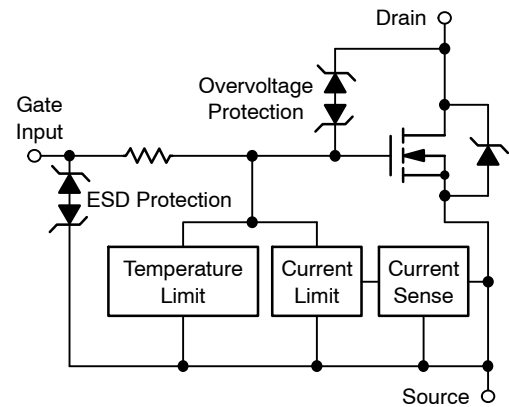 Drain
Overvoltage
Protection
Gate
Input
ESD Protection
Temperature
Limit
Current
Limit
Current
Sense
Source